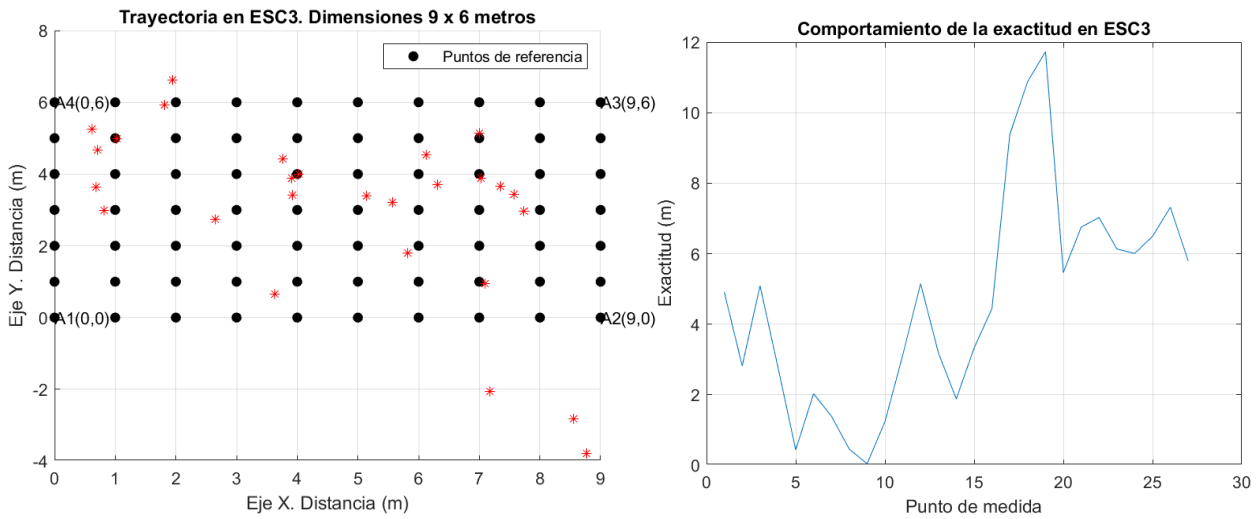 Trayectoria en ESC3. Dimensiones 9 x 6 metros
8
6
4
2
0
-2
-4
Eje Y. Distancia (m)
Puntos de referencia
A4(0,6)
A3(9,6)
A1(0,0)
A2(9,0)
0 1 2 3 4 5 6 7 8 9
Eje X. Distancia (m)
Comportamiento de la exactitud en ESC3
12
10
8
6
4
2
0
Exactitud (m)
0 5 10 15 20 25 30
Punto de medida